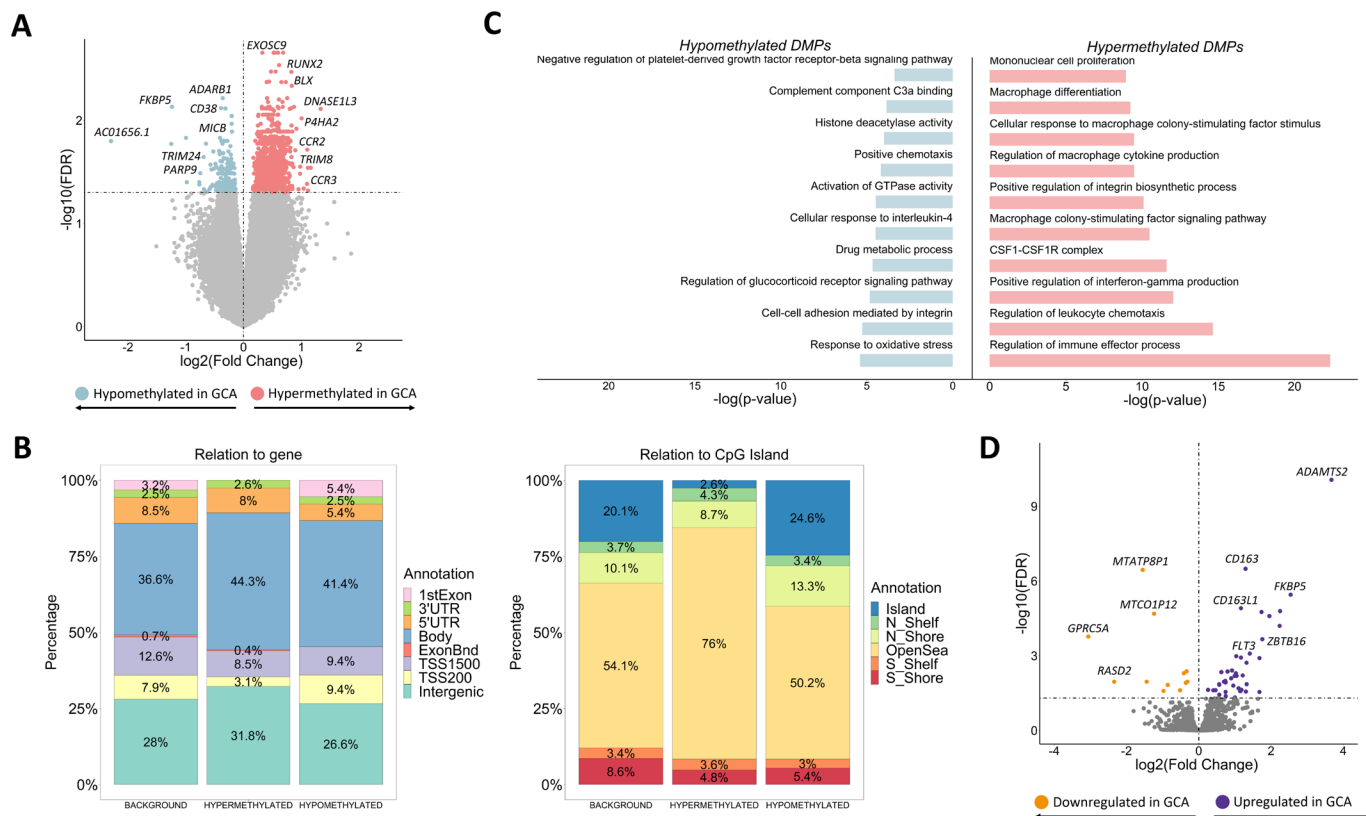 A
EXOSC9
RUNX2
BLX
ADARB1
FKBP5
CD38
DNASE1L3
P4HA2
AC01656.1
MICB
CCR2
TRIM24
TRIM8
PARP9
CCR3
-log10(FDR)
2
1
0
-2 -1 0 1 2
log2(Fold Change)
Hypomethylated in GCA Hypermethylated in GCA
C
Hypomethylated DMPs Hypermethylated DMPs
Negative regulation of platelet-derived growth factor receptor-beta signaling pathway
Complement component C3a binding
Histone deacetylase activity
Positive chemotaxis
Activation of GTPase activity
Cellular response to interleukin-4
Drug metabolic process
Regulation of glucocorticoid receptor signaling pathway
Cell-cell adhesion mediated by integrin
Response to oxidative stress
20 15 10 5 0
-log(p-value)
Mononuclear cell proliferation
Macrophage differentiation
Cellular response to macrophage colony-stimulating factor stimulus
Regulation of macrophage cytokine production
Positive regulation of integrin biosynthetic process
Macrophage colony-stimulating factor signaling pathway
CSF1-CSF1R complex
Positive regulation of interferon-gamma production
Regulation of leukocyte chemotaxis
Regulation of immune effector process
0 5 10 15 20
-log(p-value)
B
Relation to gene
Percentage
100%
75%
50%
25%
0%
3.2%
2.5%
8.5%
36.6%
0.7%
12.6%
7.9%
28%
2.6%
8%
44.3%
0.4%
8.5%
3.1%
31.8%
5.4%
2.5%
5.4%
41.4%
9.4%
9.4%
26.6%
BACKGROUND HYPERMETHYLATED HYPOMETHYLATED
Annotation
1stExon
3'UTR
5'UTR
Body
ExonBnd
TSS1500
TSS200
Intergenic
Relation to CpG Island
Percentage
100%
75%
50%
25%
0%
20.1%
3.7%
10.1%
54.1%
3.4%
8.6%
2.6%
4.3%
8.7%
76%
3.6%
4.8%
24.6%
3.4%
13.3%
50.2%
3%
5.4%
BACKGROUND HYPERMETHYLATED HYPOMETHYLATED
Annotation
Island
N_Shelf
N_Shore
OpenSea
S_Shelf
S_Shore
D
ADAMTS2
MTATP8P1
CD163
FKBP5
CD163L1
MTCO1P12
GPRC5A
ZBTB16
FLT3
RASD2
-log10(FDR)
9
6
3
0
-4 -2 0 2 4
log2(Fold Change)
Downregulated in GCA Upregulated in GCA